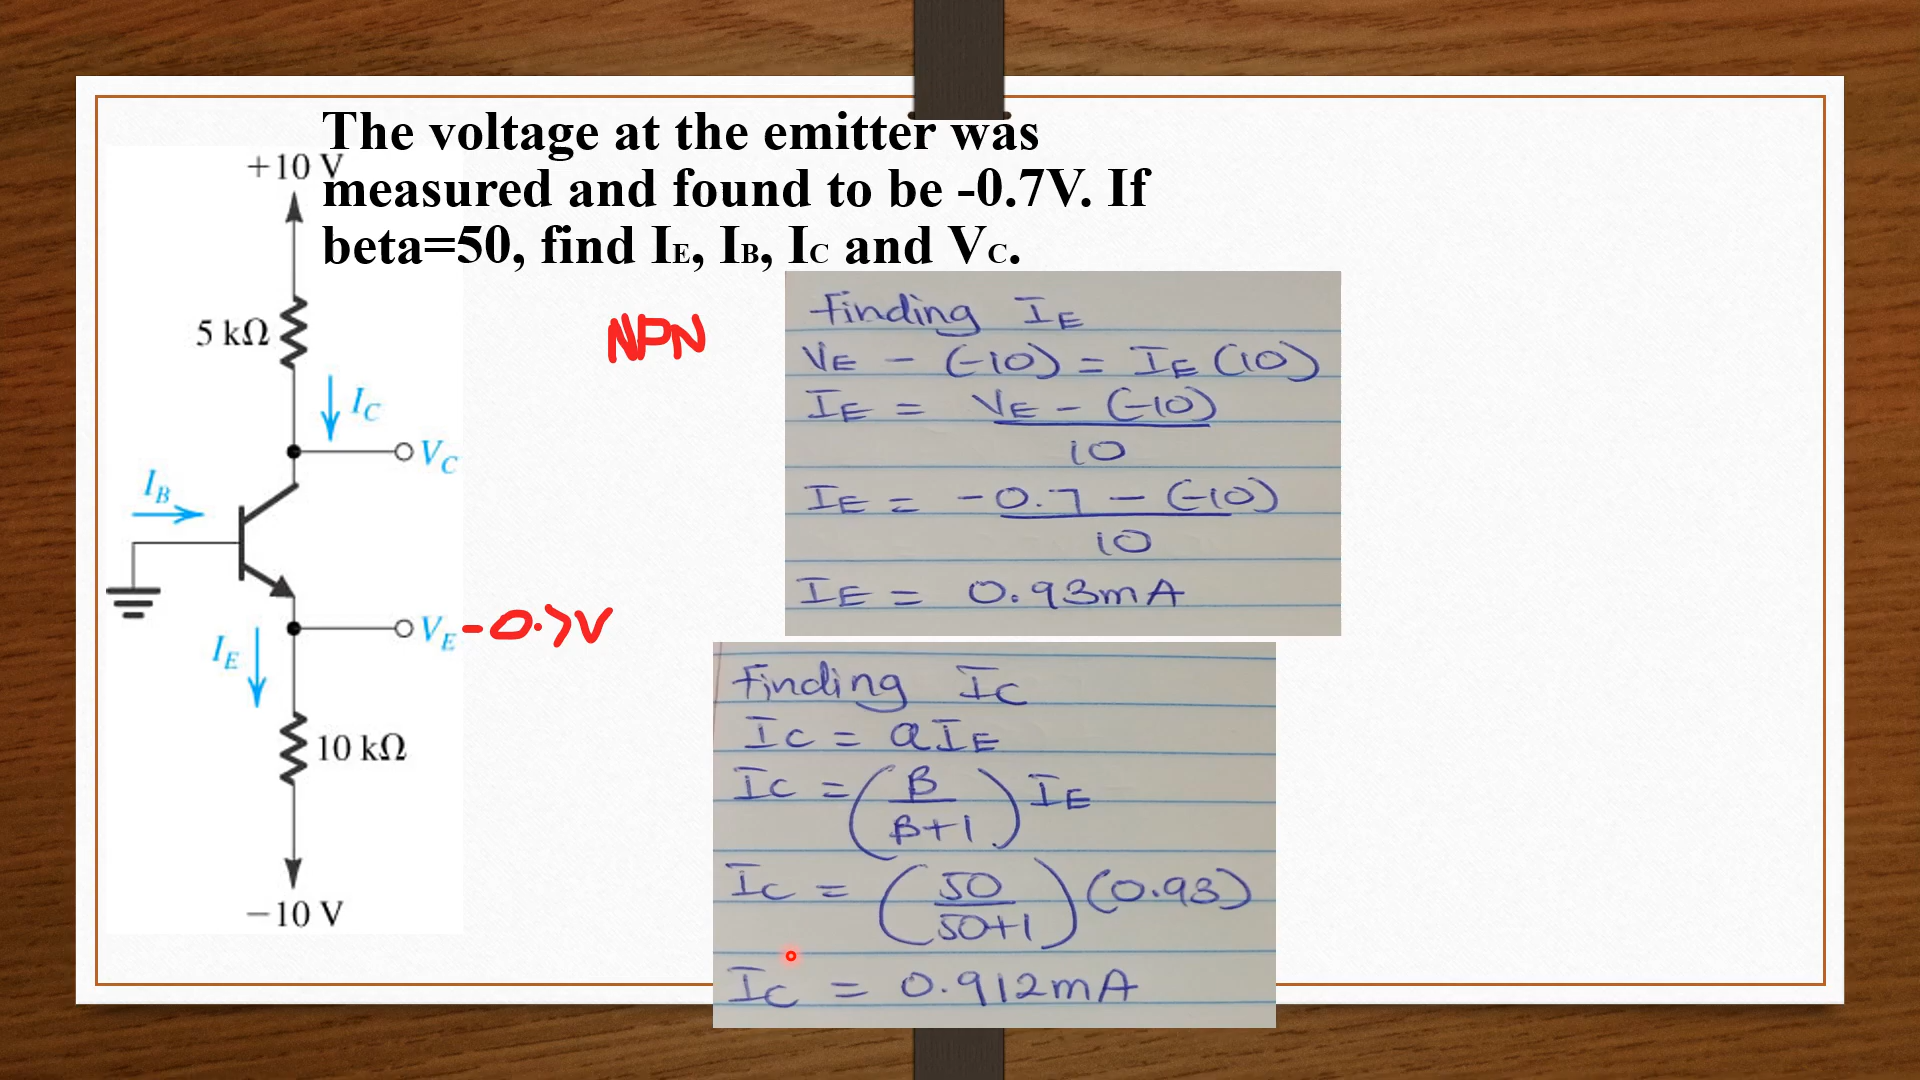 The voltage at the emitter was
measured and found to be -0.7V. If
beta=50, find IE, IB, IC and VC.
+10 V
5 kΩ
IC
VC
IB
VE
-0.7V
IE
10 kΩ
−10 V
NPN
Finding IE
VE - (-10) = IE (10)
IE = VE - (-10)
10
IE = -0.7 - (-10)
10
IE = 0.93mA
Finding IC
IC = αIE
IC = (β / β+1) IE
IC = (50 / 50+1) (0.93)
IC = 0.912mA